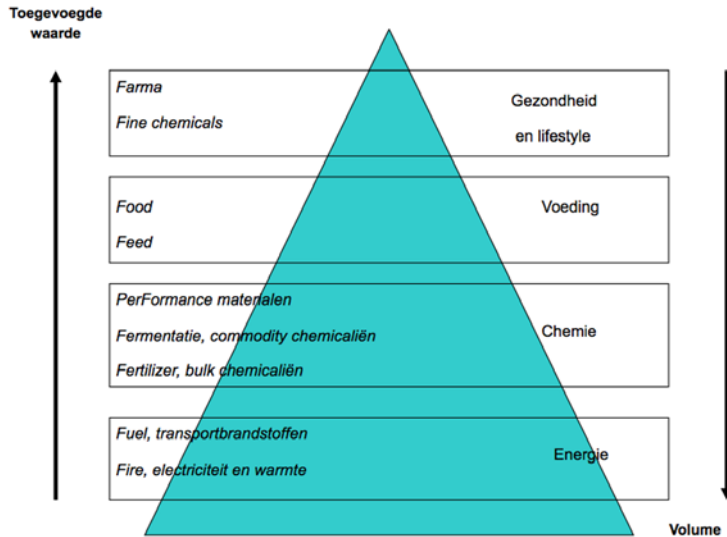 Toegevoegde
waarde
Farma
Fine chemicals
Gezondheid
en lifestyle
Food
Feed
Voeding
PerFormance materialen
Fermentatie, commodity chemicaliën
Fertilizer, bulk chemicaliën
Chemie
Fuel, transportbrandstoffen
Fire, electriciteit en warmte
Energie
Volume